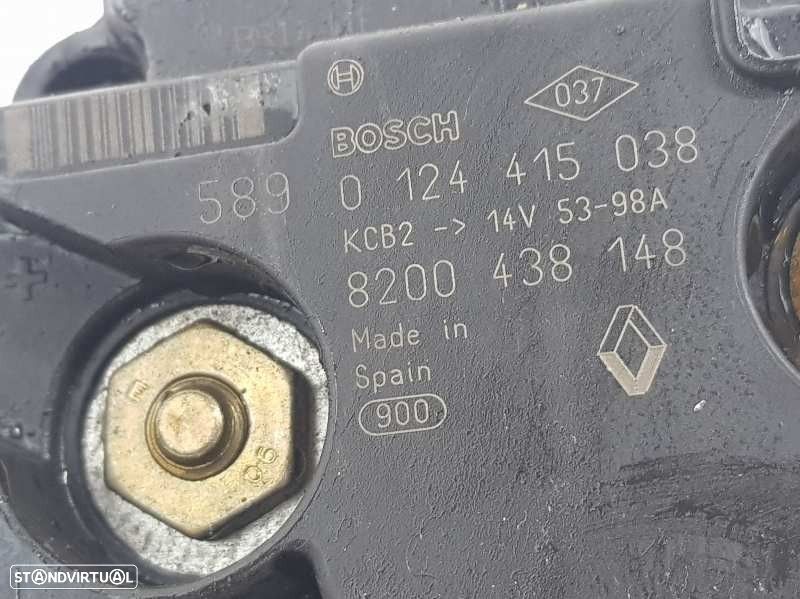 037
BOSCH
589 0 124 415 038
KCB2 -> 14V 53-98A
8200 438 148
Made in
Spain
900
+
E
06
STANDVIRTUAL